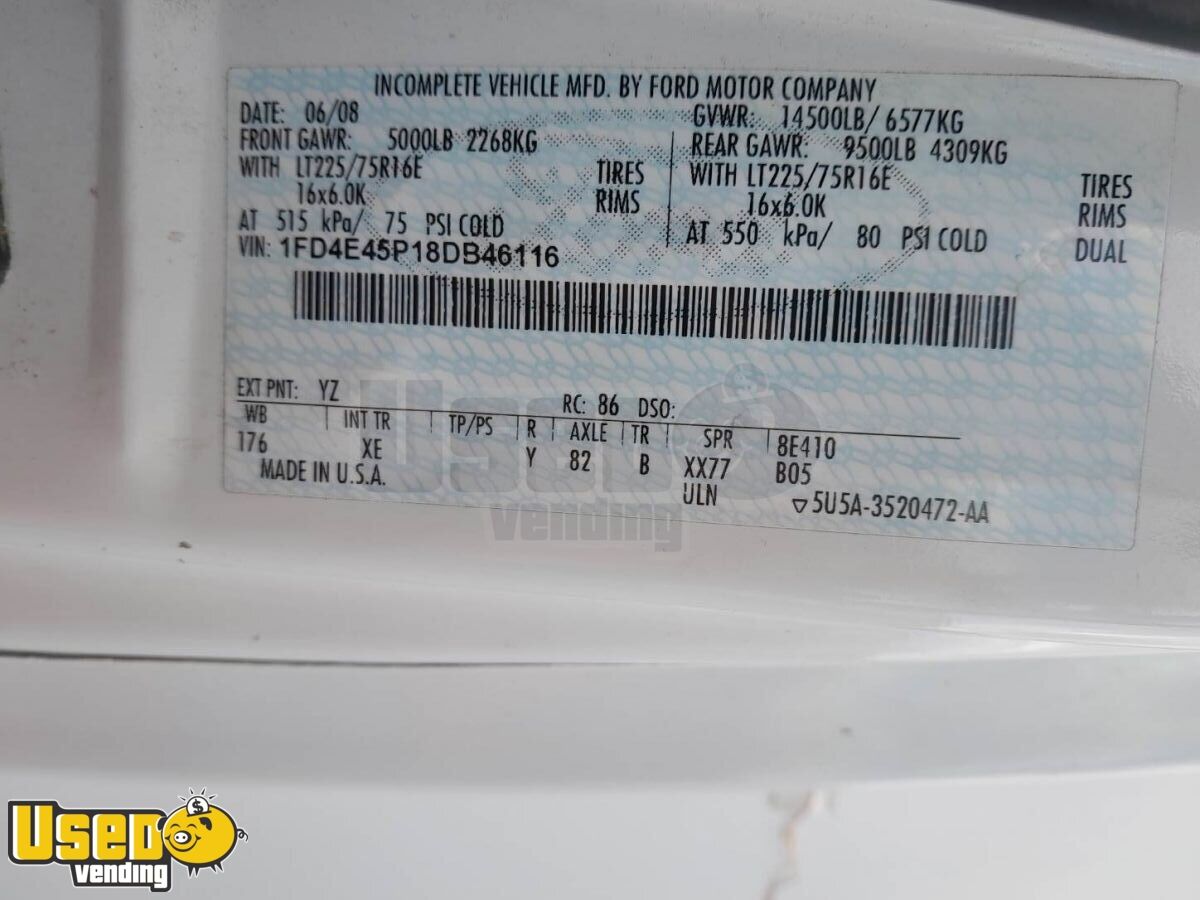 INCOMPLETE VEHICLE MFD. BY FORD MOTOR COMPANY
DATE: 06/08 GVWR: 14500LB/ 6577KG
FRONT GAWR: 5000LB 2268KG REAR GAWR: 9500LB 4309KG
WITH LT225/75R16E TIRES WITH LT225/75R16E TIRES
16x6.0K RIMS 16x6.0K RIMS
AT 515 kPa/ 75 PSI COLD AT 550 kPa/ 80 PSI COLD DUAL
VIN: 1FD4E45P18DB46116
EXT PNT: YZ RC: 86 DSO:
WB INT TR TP/PS R AXLE TR SPR 8E410
176 XE Y 82 B XX77 B05
MADE IN U.S.A. ULN ▽5U5A-3520472-AA
Used
vending
$
Used
vending